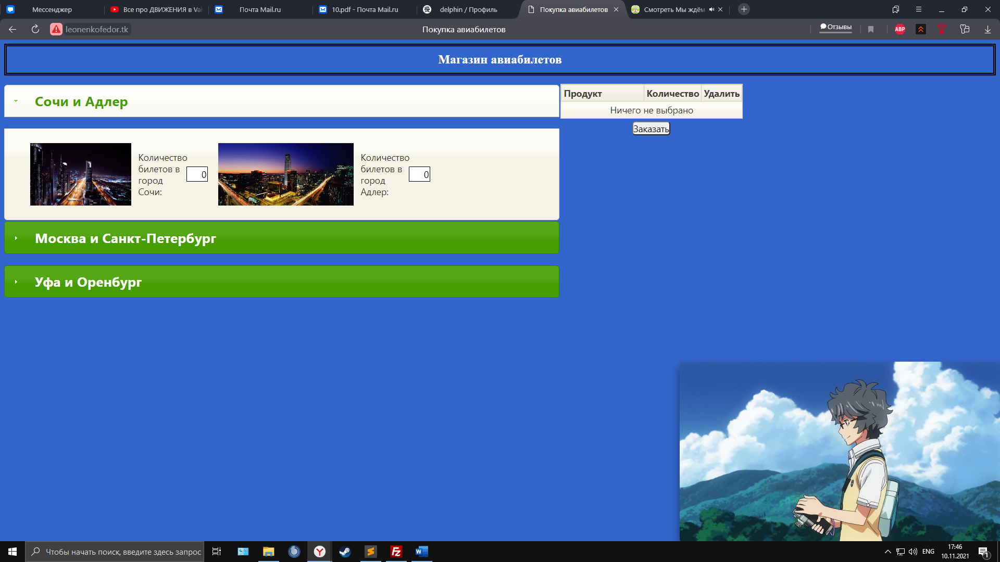 Мессенджер
Все про ДВИЖЕНИЯ в Val
Почта Mail.ru
10.pdf - Почта Mail.ru
delphin / Профиль
Покупка авиабилетов
Смотреть Мы ждём
leonenkofedor.tk
Покупка авиабилетов
Отзывы
ABP
Магазин авиабилетов
Сочи и Адлер
Количество
билетов в
город
Сочи:
0
Количество
билетов в
город
Адлер:
0
Москва и Санкт-Петербург
Уфа и Оренбург
Продукт Количество Удалить
Ничего не выбрано
Заказать
Чтобы начать поиск, введите здесь запрос
ENG
17:46
10.11.2021
1